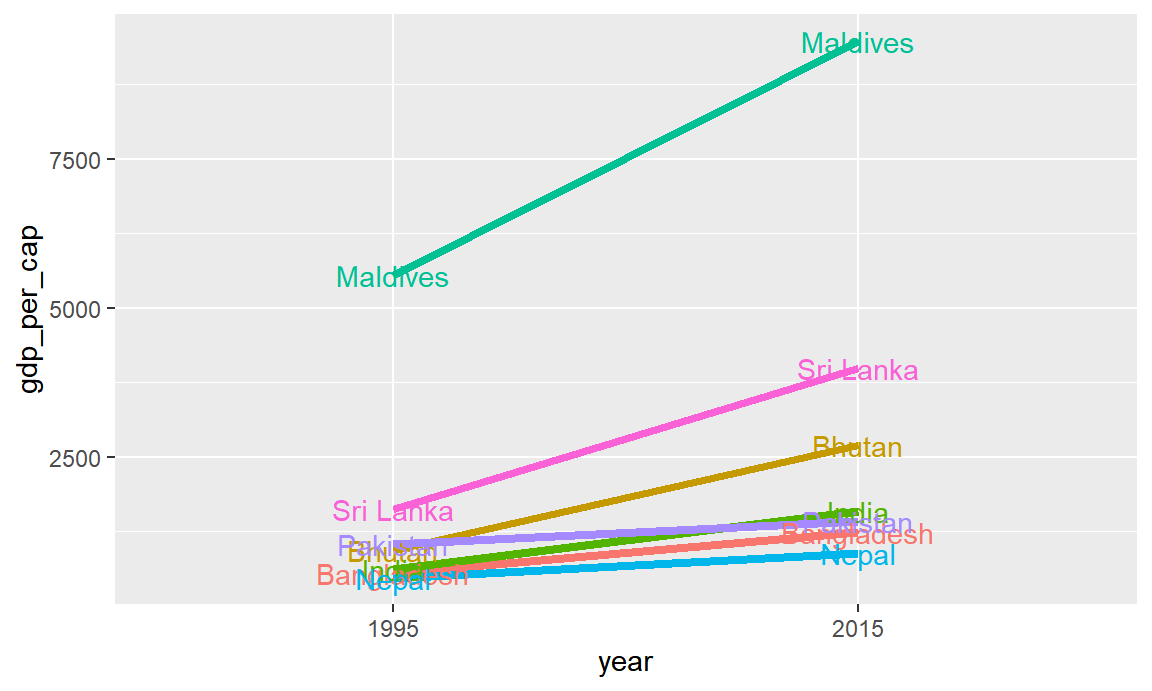 Maldives
7500
Maldives
5000
gdp_per_cap
Sri Lanka
Bhutan
2500
Sri Lanka
India
Pakistan
Bangladesh
Pakistan
Bhutan
Nepal
India
Bangladesh
Nepal
1995
2015
year